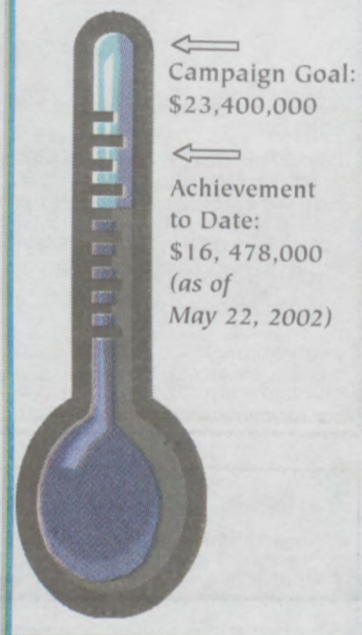 Campaign Goal:
$23,400,000
Achievement
to Date:
$16, 478,000
(as of
May 22, 2002)